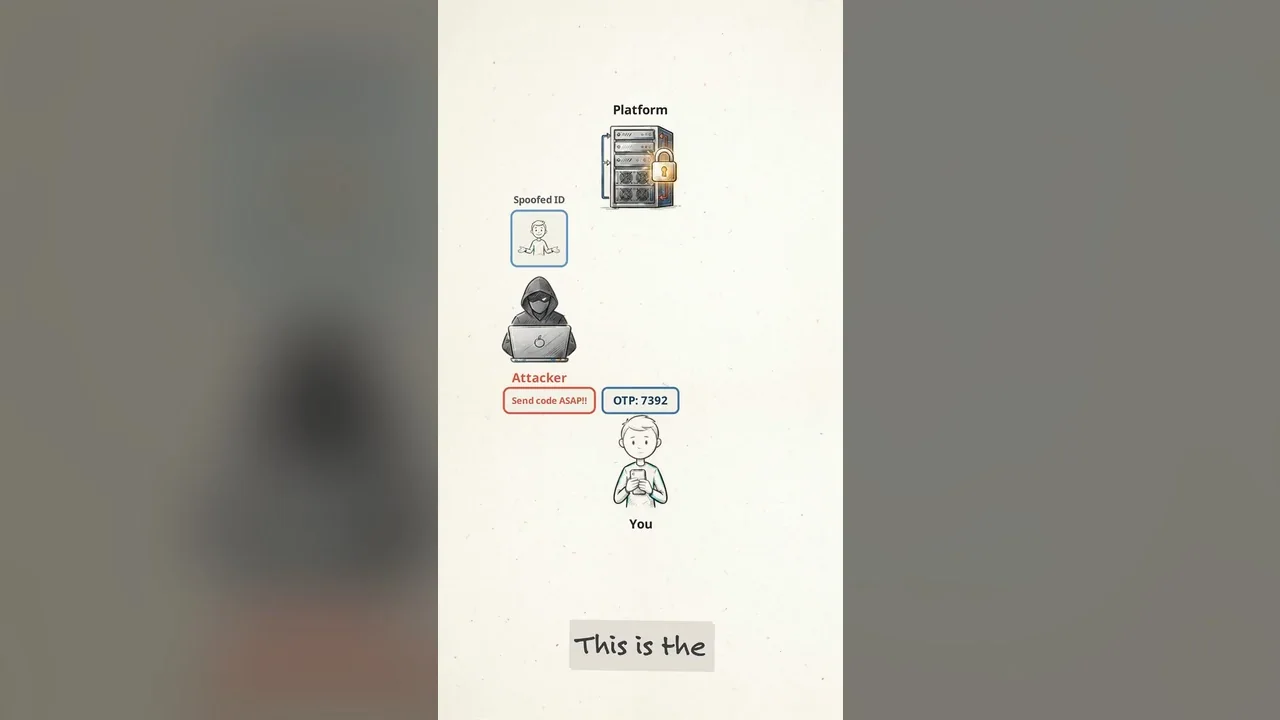 Platform
Spoofed ID
Attacker
Send code ASAP!!
OTP: 7392
You
This is the